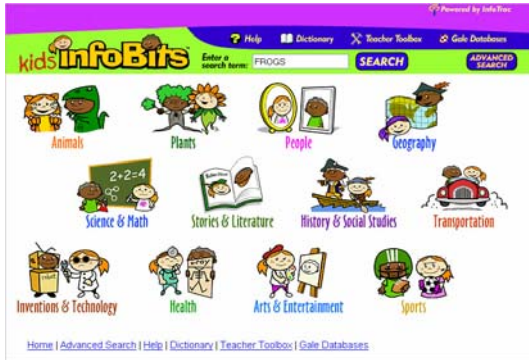 Powered by InfoTrac
Help Dictionary Teacher Toolbox Gale Databases
kids InfoBits Enter a search term: FROGS SEARCH ADVANCED SEARCH
2+2=4
Animals Plants People Geography
Science & Math Stories & Literature History & Social Studies Transportation
robot
Inventions & Technology Health Arts & Entertainment Sports
Home | Advanced Search | Help | Dictionary | Teacher Toolbox | Gale Databases